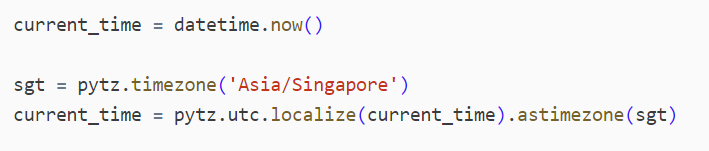 current_time = datetime.now()
sgt = pytz.timezone('Asia/Singapore')
current_time = pytz.utc.localize(current_time).astimezone(sgt)